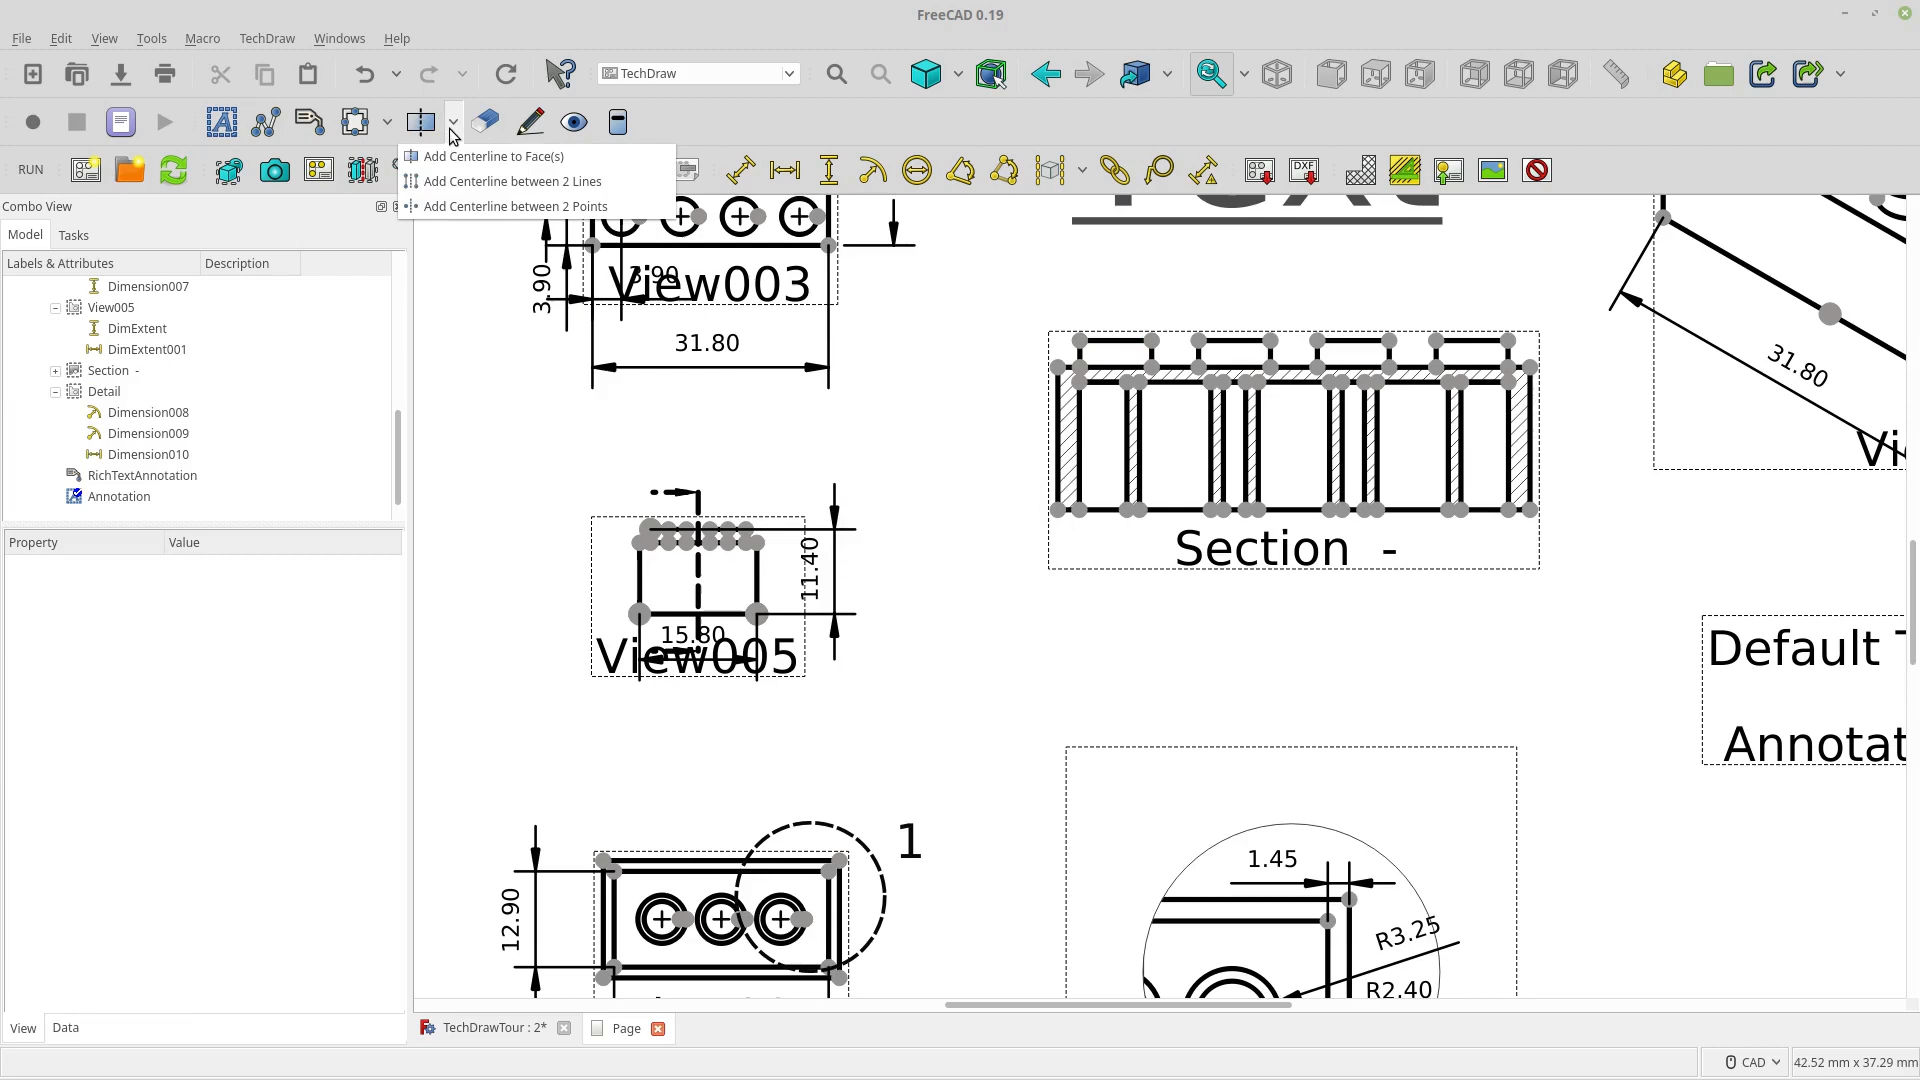 FreeCAD 0.19
File Edit View Tools Macro TechDraw Windows Help
TechDraw
RUN
Add Centerline to Face(s)
Add Centerline between 2 Lines
Add Centerline between 2 Points
Combo View
Model Tasks
Labels & Attributes Description
Dimension007
View005
DimExtent
DimExtent001
Section -
Detail
Dimension008
Dimension009
Dimension010
RichTextAnnotation
Annotation
Property Value
View Data
3.90
3.90
View003
31.80
11.40
15.80
View005
Section -
31.80
Vi
Default T
Annotat
1
12.90
1.45
R3.25
R2.40
TechDrawTour : 2*
Page
CAD
42.52 mm x 37.29 mm